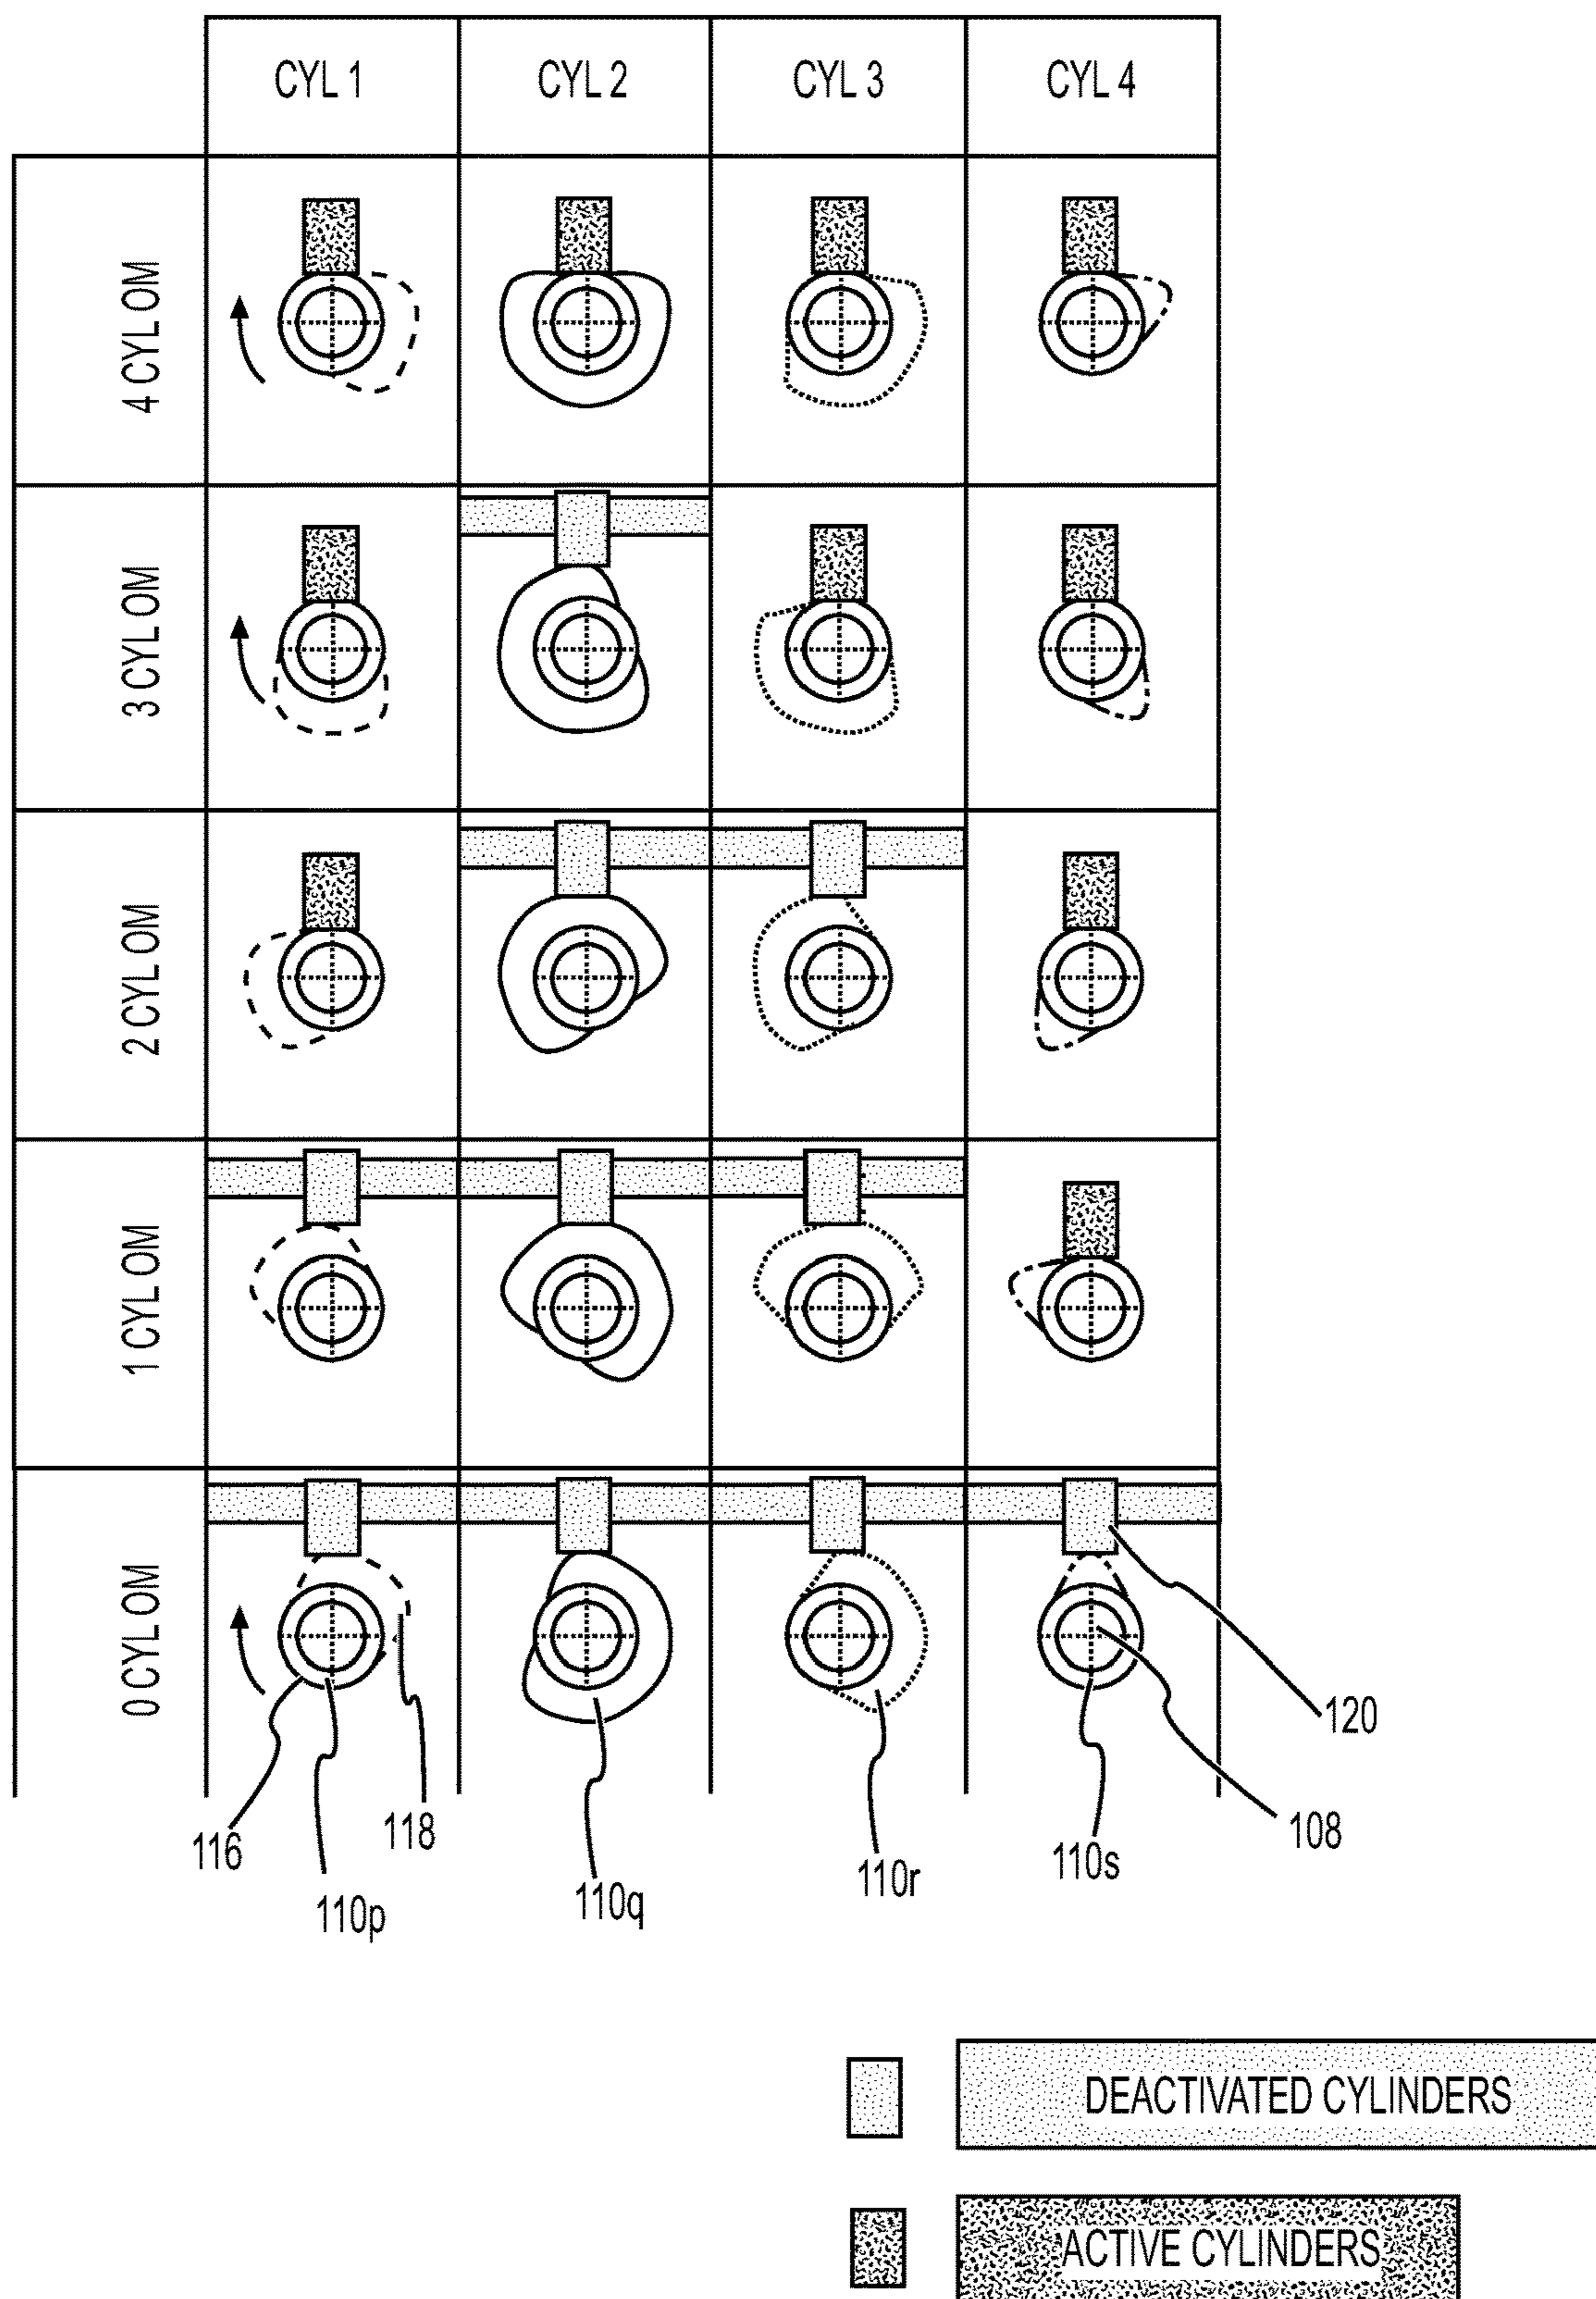 CYL 1 CYL 2 CYL 3 CYL 4
4 CYL OM
3 CYL OM
2 CYL OM
1 CYL OM
0 CYL OM
120
116 118 108
110p 110q 110r 110s
DEACTIVATED CYLINDERS
ACTIVE CYLINDERS